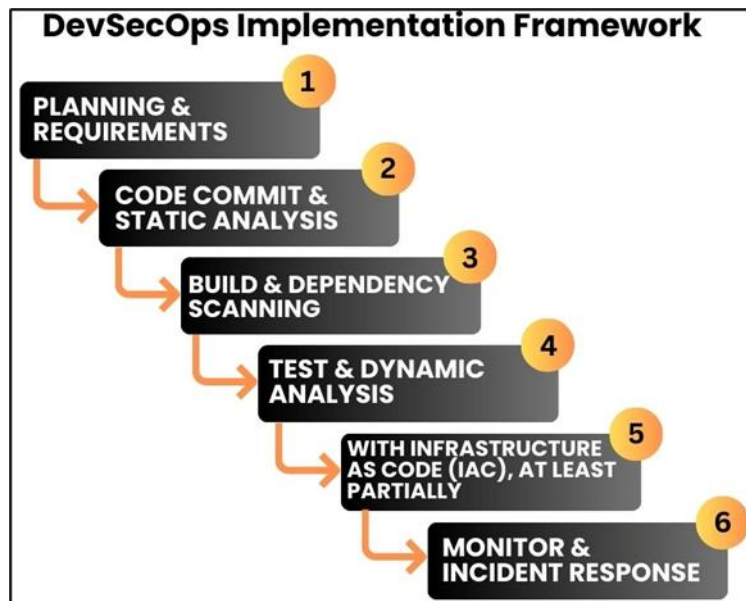 DevSecOps Implementation Framework
1
PLANNING &
REQUIREMENTS
2
CODE COMMIT &
STATIC ANALYSIS
3
BUILD & DEPENDENCY
SCANNING
4
TEST & DYNAMIC
ANALYSIS
5
WITH INFRASTRUCTURE
AS CODE (IAC), AT LEAST
PARTIALLY
6
MONITOR &
INCIDENT RESPONSE